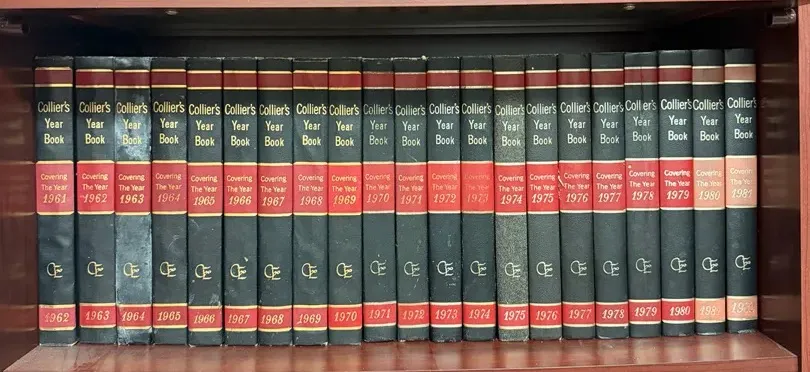 Collier's
Year
Book
Covering
The Year
1961
1962
Collier's
Year
Book
Covering
The Year
1962
1963
Collier's
Year
Book
Covering
The Year
1963
1964
Collier's
Year
Book
Covering
The Year
1964
1965
Collier's
Year
Book
Covering
The Year
1965
1966
Collier's
Year
Book
Covering
The Year
1966
1967
Collier's
Year
Book
Covering
The Year
1967
1968
Collier's
Year
Book
Covering
The Year
1968
1969
Collier's
Year
Book
Covering
The Year
1969
1970
Collier's
Year
Book
Covering
The Year
1970
1971
Collier's
Year
Book
Covering
The Year
1971
1972
Collier's
Year
Book
Covering
The Year
1972
1973
Collier's
Year
Book
Covering
The Year
1973
1974
Collier's
Year
Book
Covering
The Year
1974
1975
Collier's
Year
Book
Covering
The Year
1975
1976
Collier's
Year
Book
Covering
The Year
1976
1977
Collier's
Year
Book
Covering
The Year
1977
1978
Collier's
Year
Book
Covering
The Year
1978
1979
Collier's
Year
Book
Covering
The Year
1979
1980
Collier's
Year
Book
Covering
The Year
1980
1981
Collier's
Year
Book
Covering
The Year
1981